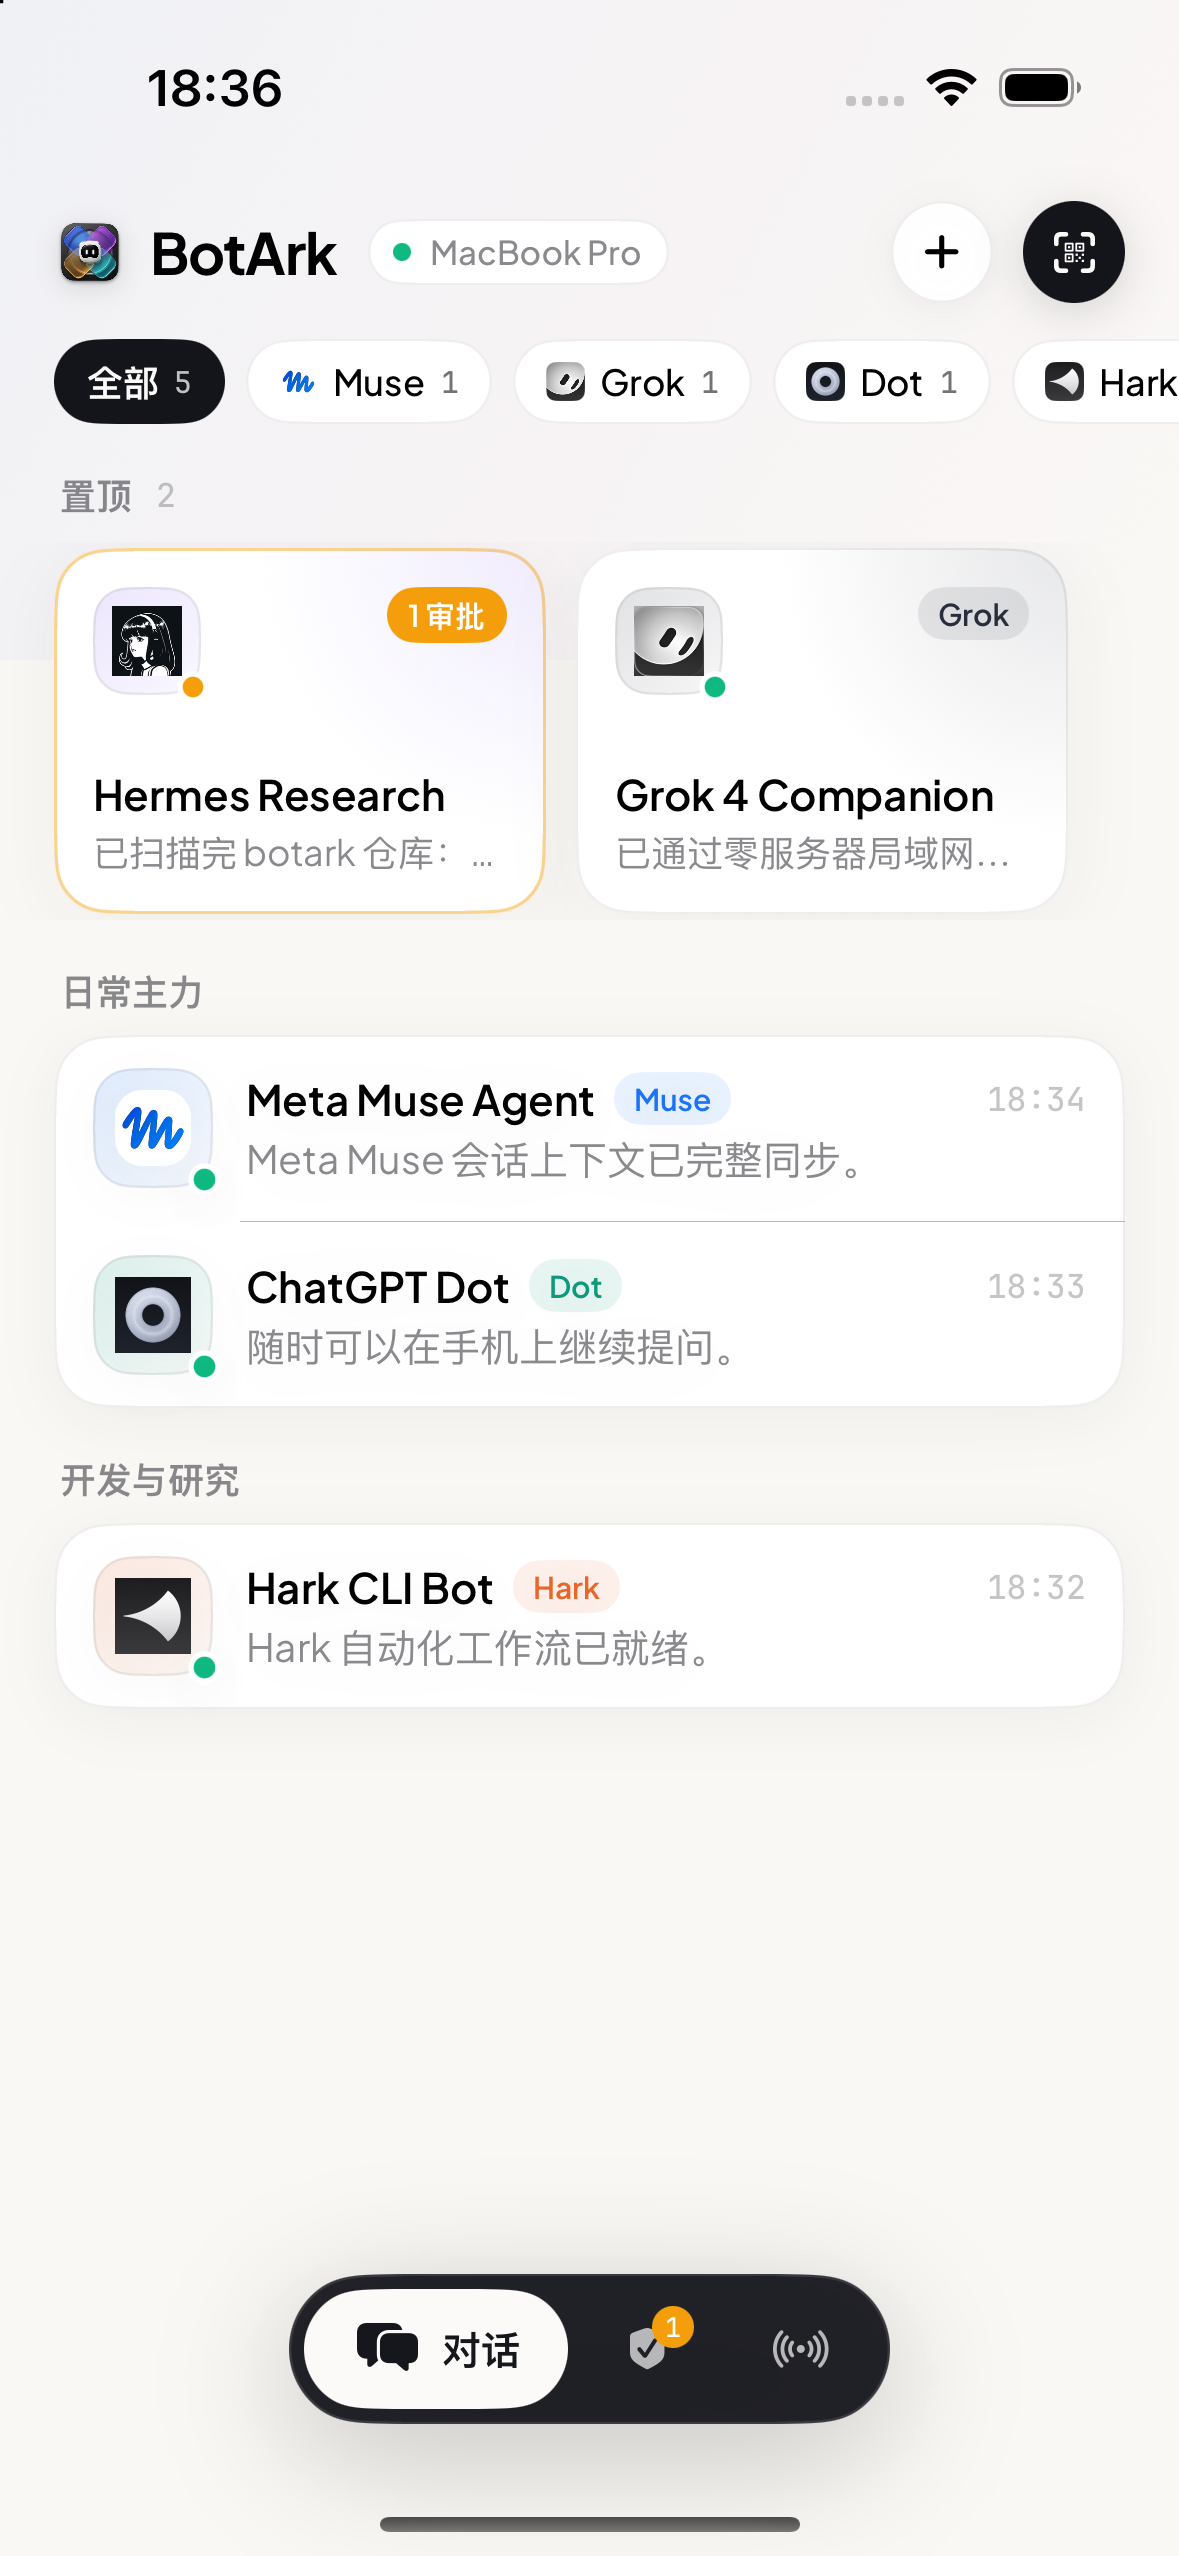 18:36
BotArk
MacBook Pro
全部 5
Muse 1
Grok 1
Dot 1
Hark
置顶 2
1 审批
Hermes Research
已扫描完 botark 仓库： ...
Grok
Grok 4 Companion
已通过零服务器局域网...
日常主力
Meta Muse Agent Muse 18:34
Meta Muse 会话上下文已完整同步。
ChatGPT Dot Dot 18:33
随时可以在手机上继续提问。
开发与研究
Hark CLI Bot Hark 18:32
Hark 自动化工作流已就绪。
对话
1